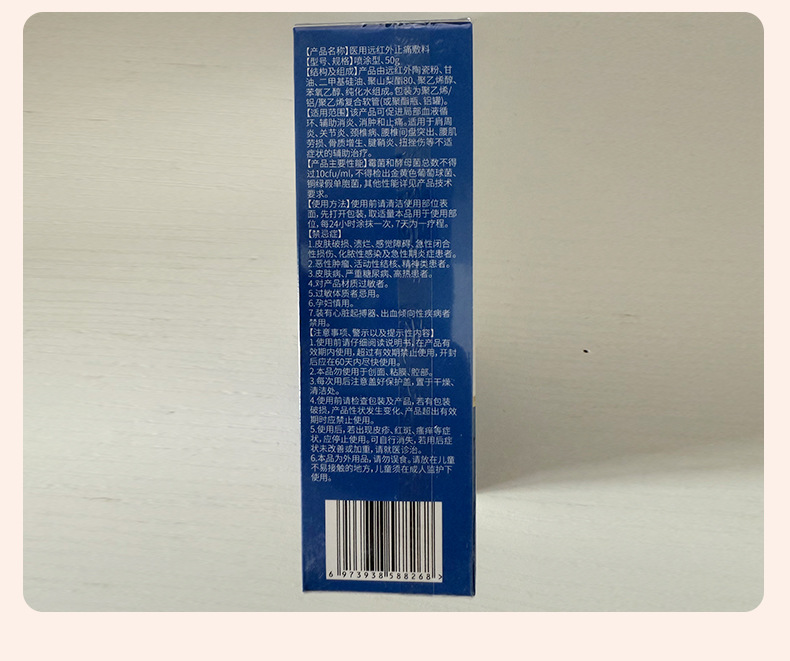 【产品名称】医用远红外止痛敷料
【型号、规格】喷涂型、50g
【结构及组成】产品由远红外陶瓷粉、甘
油、二甲基硅油、聚山梨酯80、聚乙烯醇、
苯氧乙醇、纯化水组成。包装为聚乙烯/
铝/聚乙烯复合软管(或聚酯瓶、铝罐)。
【适用范围】该产品可促进局部血液循
环、辅助消炎、消肿和止痛。适用于肩周
炎、关节炎、颈椎病、腰椎间盘突出、腰肌
劳损、骨质增生、腱鞘炎、扭挫伤等不适
症状的辅助治疗。
【产品主要性能】霉菌和酵母菌总数不得
过10cfu/ml,不得检出金黄色葡萄球菌、
铜绿假单胞菌,其他性能详见产品技术
要求。
【使用方法】使用前请清洁使用部位表
面,先打开包装,取适量本品用于使用部
位,每24小时涂抹一次,7天为一疗程。
【禁忌症】
1.皮肤破损、溃烂、感觉障碍、急性闭合
性损伤、化脓性感染及急性期炎症患者。
2.恶性肿瘤、活动性结核、精神类患者。
3.皮肤病、严重糖尿病、高热患者。
4.对产品材质过敏者。
5.过敏体质者忌用。
6.孕妇慎用。
7.装有心脏起搏器、出血倾向性疾病者
禁用。
【注意事项、警示以及提示性内容】
1.使用前请仔细阅读说明书,在产品有
效期内使用,超过有效期禁止使用,开封
后应在60天内尽快使用。
2.本品勿使用于创面、粘膜、腔部。
3.每次用后注意盖好保护盖,置于干燥、
清洁处。
4.使用前请检查包装及产品,若有包装
破损,产品性状发生变化、产品超出有效
期时应禁止使用。
5.使用后,若出现皮疹、红斑、瘙痒等症
状,应停止使用。可自行消失,若用后症
状未改善或加重,请就医诊治。
6.本品为外用品,请勿误食。请放在儿童
不易接触的地方,儿童须在成人监护下
使用。
6 973938 588268 >